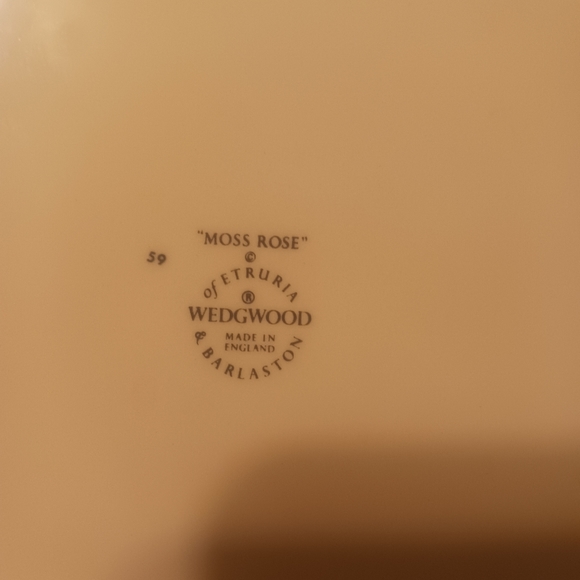 "MOSS ROSE"
©
of ETRURIA
®
WEDGWOOD
MADE IN
ENGLAND
& BARLASTON
59